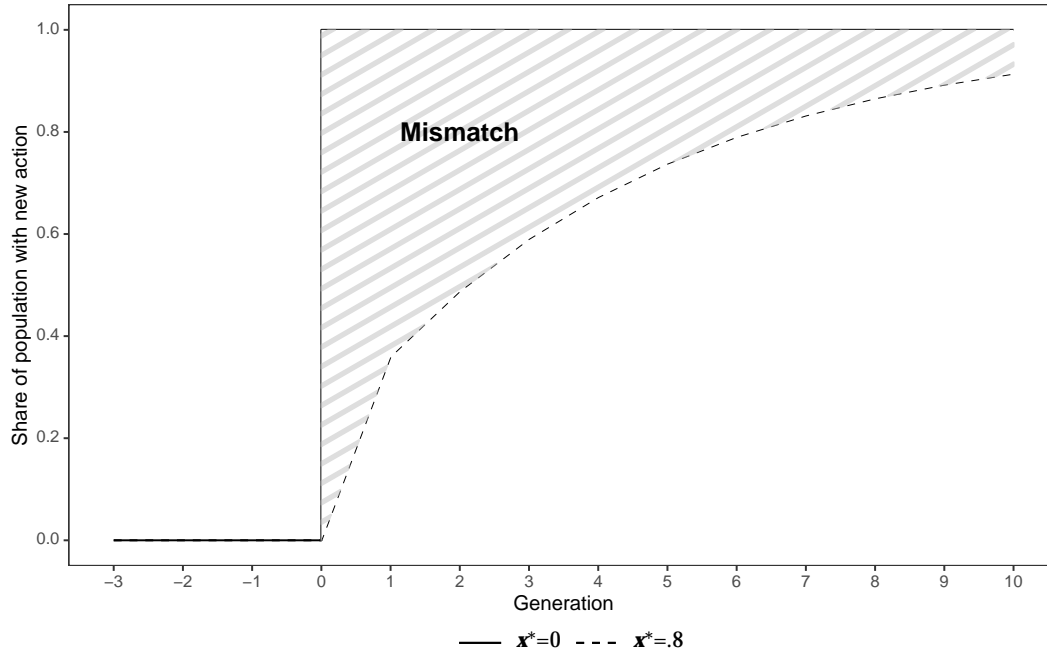 1.0
0.8
0.6
0.4
0.2
0.0
Share of population with new action
Mismatch
−3 −2 −1 0 1 2 3 4 5 6 7 8 9 10
Generation
x*=0 x*=.8